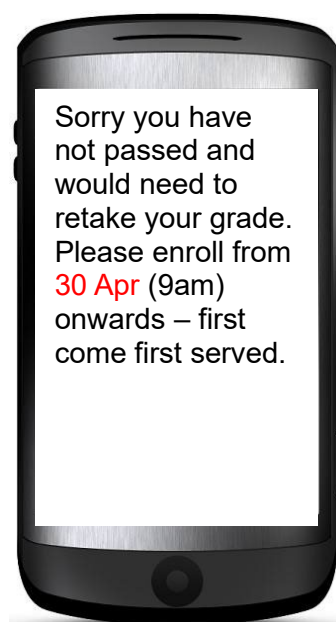 Sorry you have
not passed and
would need to
retake your grade.
Please enroll from
30 Apr (9am)
onwards – first
come first served.